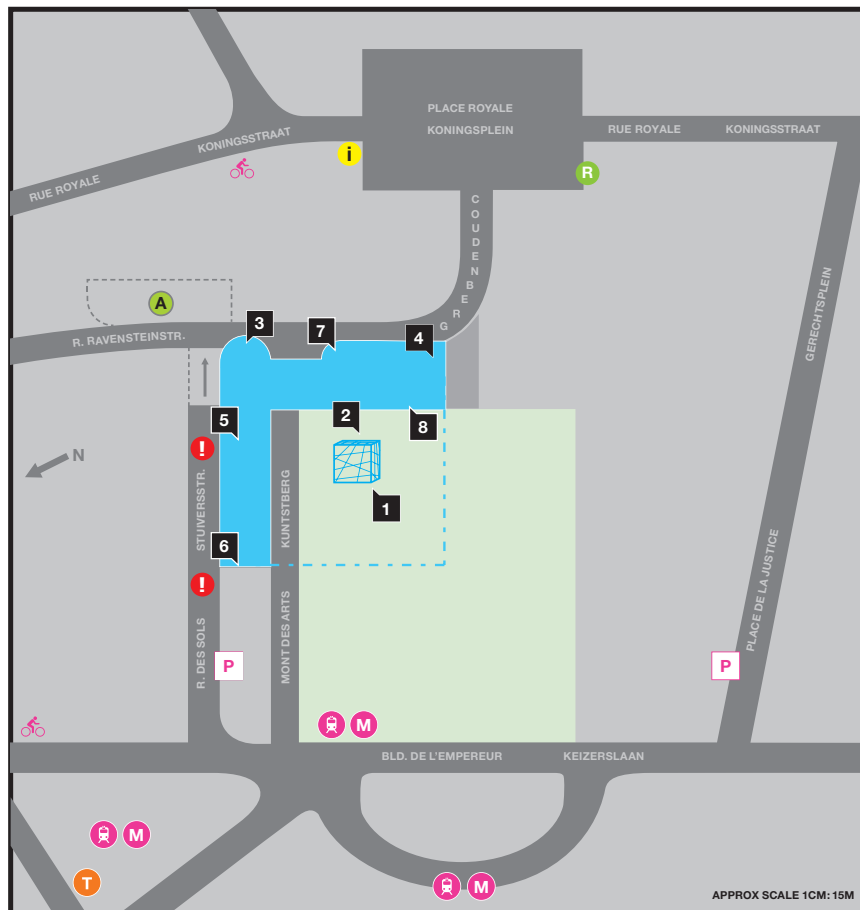 PLACE ROYALE
KONINGSPLEIN
RUE ROYALE
KONINGSSTRAAT
KONINGSSTRAAT
RUE ROYALE
i
R
COUDENBERG
GERECHTSPLEIN
PLACE DE LA JUSTICE
A
R. RAVENSTEINSTR.
3
7
4
5
2
8
N
!
STUIVERSSTR.
KUNTSTBERG
1
6
!
R. DES SOLS
MONT DES ARTS
P
P
M
BLD. DE L'EMPEREUR
KEIZERSLAAN
M
T
M
APPROX SCALE 1CM: 15M